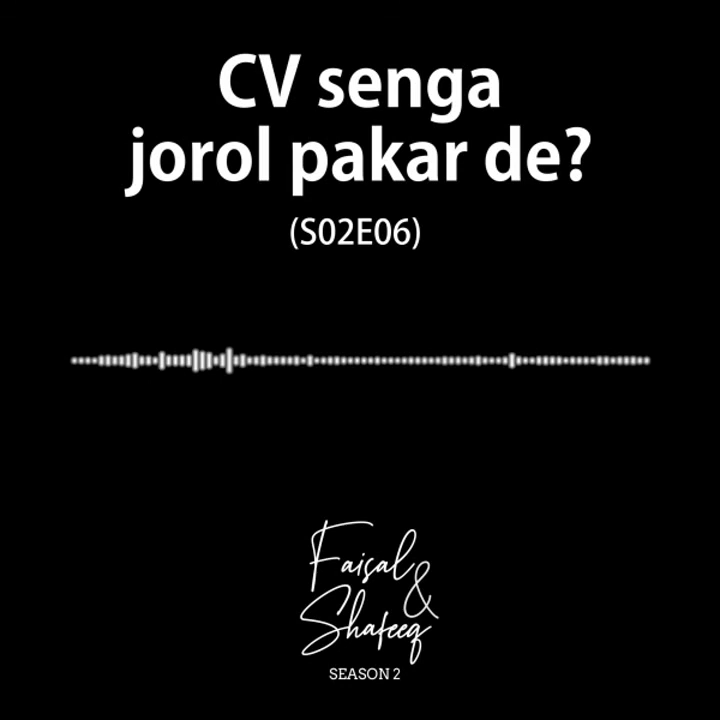 CV senga
jorol pakar de?
(S02E06)
Faisal
&
Shafeeq
SEASON 2